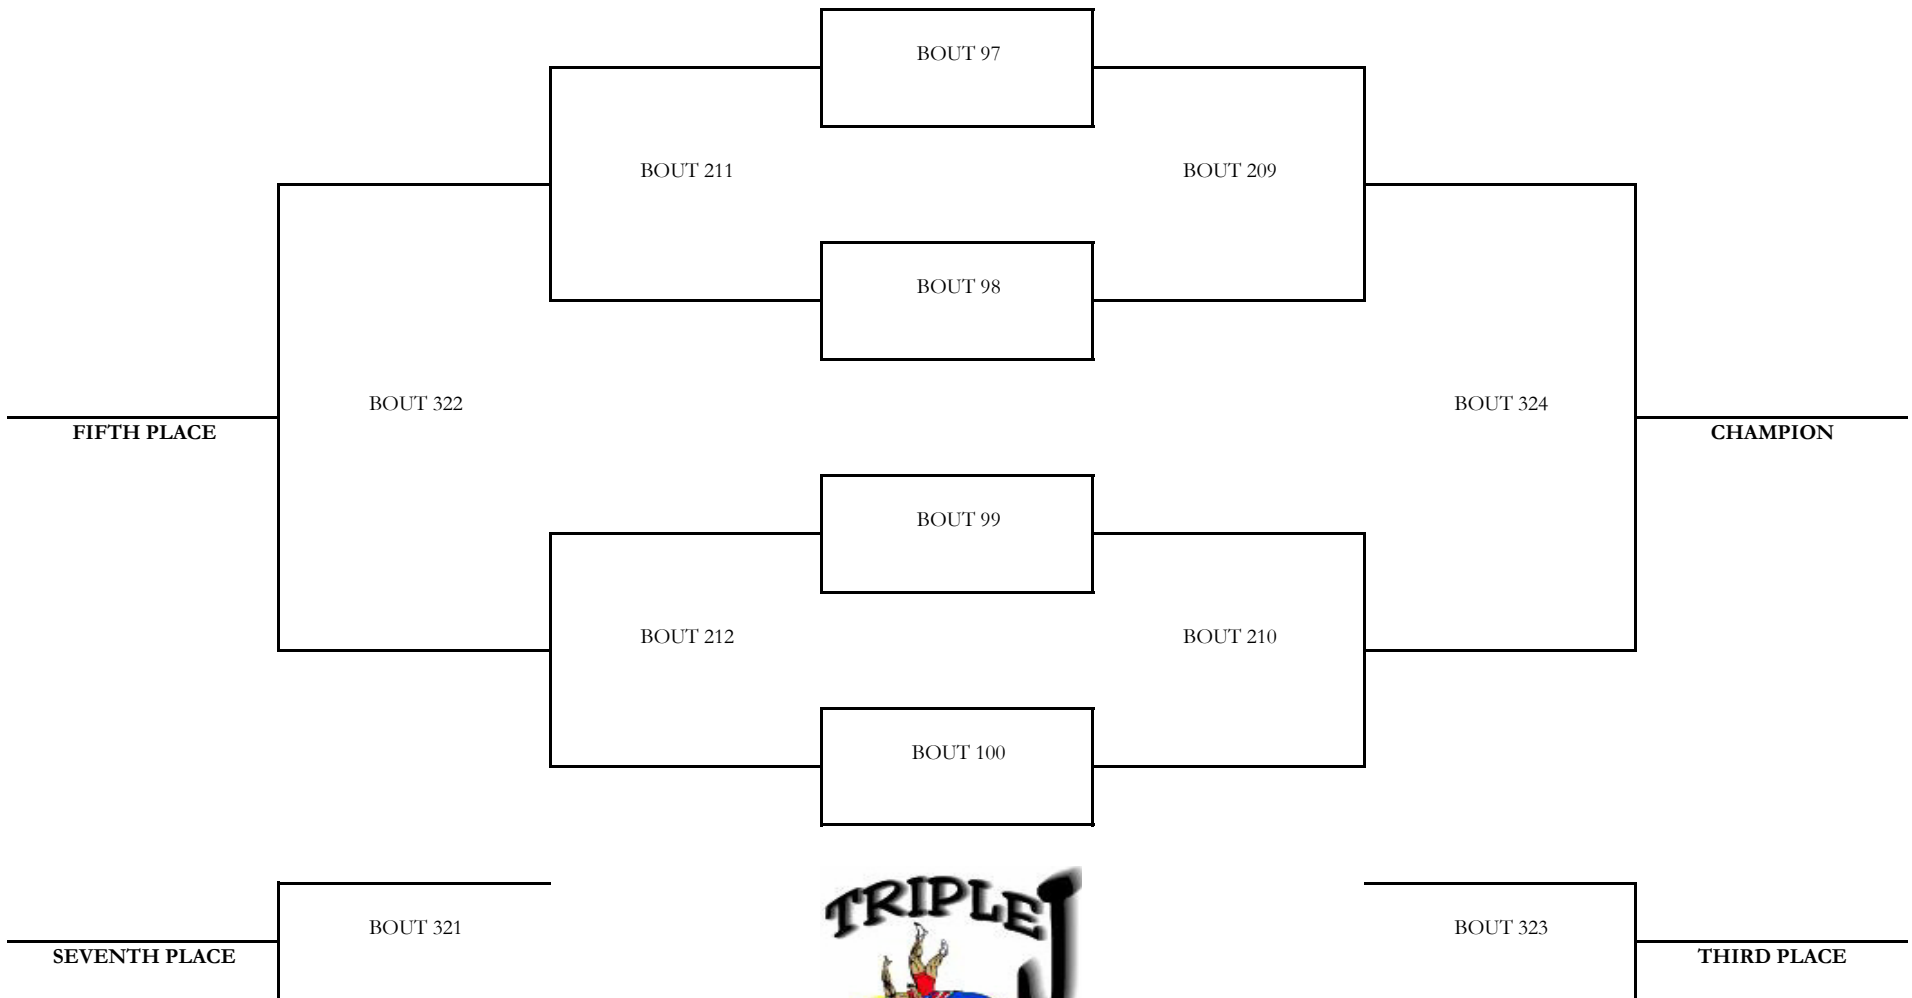 BOUT 97
BOUT 211
BOUT 209
BOUT 98
BOUT 322
BOUT 324
FIFTH PLACE
CHAMPION
BOUT 99
BOUT 212
BOUT 210
BOUT 100
TRIPLE J
BOUT 321
BOUT 323
SEVENTH PLACE
THIRD PLACE